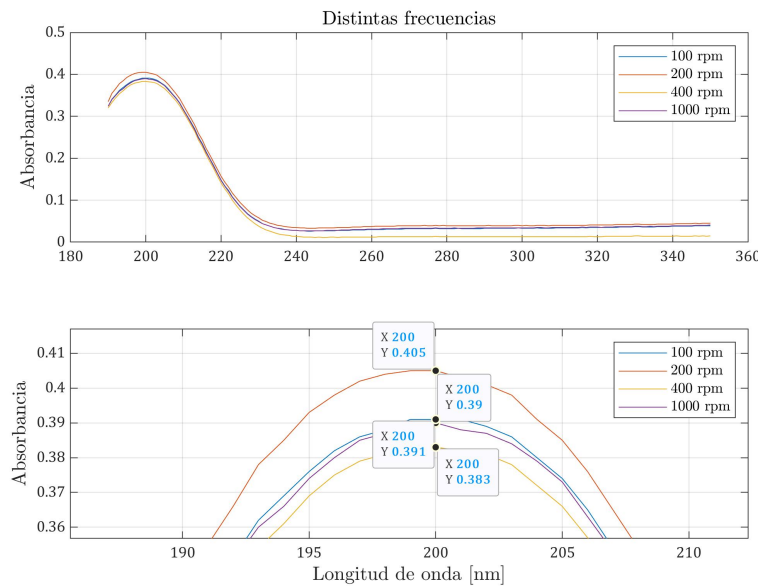 Distintas frecuencias
0.5
0.4
0.3
0.2
0.1
0
Absorbancia
180 200 220 240 260 280 300 320 340 360
100 rpm
200 rpm
400 rpm
1000 rpm
0.41
0.4
0.39
0.38
0.37
0.36
Absorbancia
190 195 200 205 210
Longitud de onda [nm]
X 200
Y 0.405
X 200
Y 0.39
X 200
Y 0.391
X 200
Y 0.383
100 rpm
200 rpm
400 rpm
1000 rpm